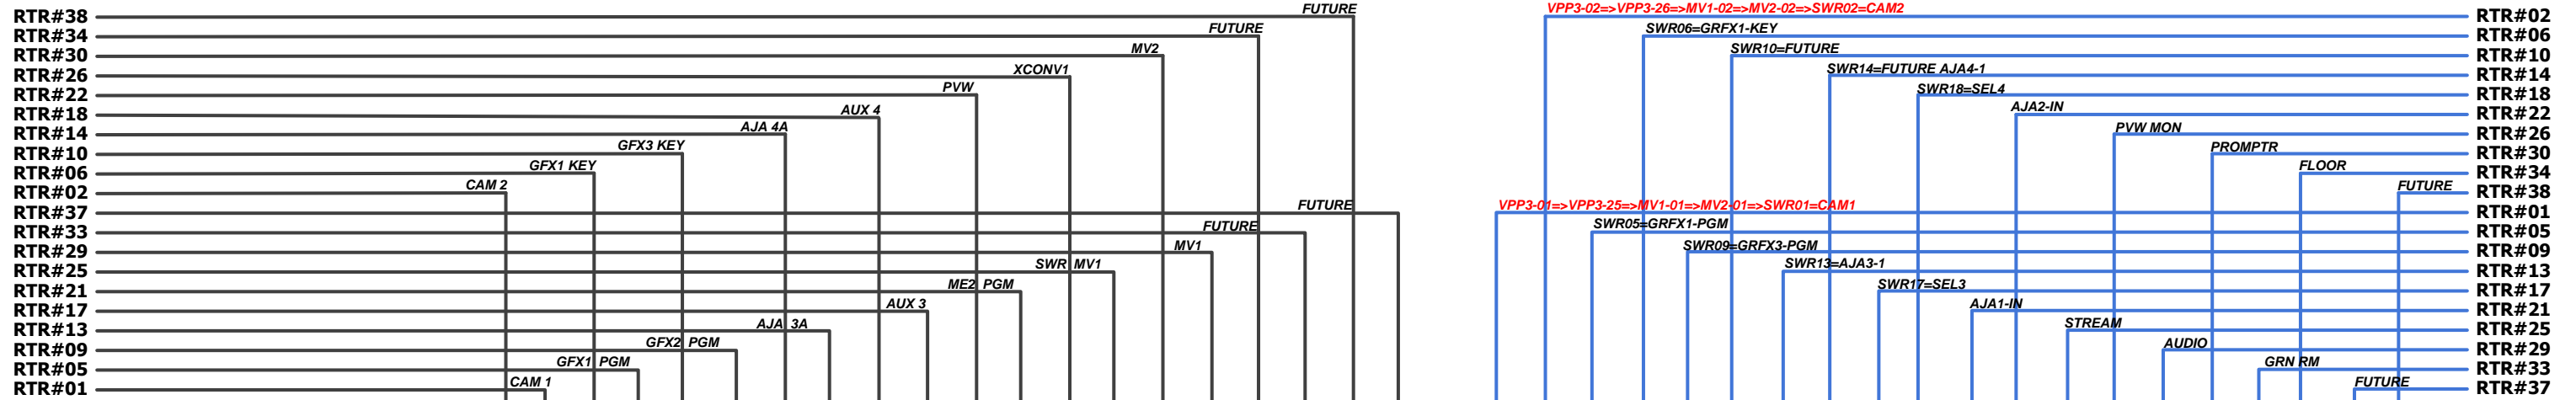 RTR#38 FUTURE
RTR#34 FUTURE
RTR#30 MV2
RTR#26 XCONV1
RTR#22 PVW
RTR#18 AUX 4
RTR#14 AJA 4A
RTR#10 GFX3 KEY
RTR#06 GFX1 KEY
RTR#02 CAM 2
RTR#37 FUTURE
RTR#33 FUTURE
RTR#29 MV1
RTR#25 SWR MV1
RTR#21 ME2 PGM
RTR#17 AUX 3
RTR#13 AJA 3A
RTR#09 GFX2 PGM
RTR#05 GFX1 PGM
RTR#01 CAM 1
VPP3-02=>VPP3-26=>MV1-02=>MV2-02=>SWR02=CAM2 RTR#02
SWR06=GRFX1-KEY RTR#06
SWR10=FUTURE RTR#10
SWR14=FUTURE AJA4-1 RTR#14
SWR18=SEL4 RTR#18
AJA2-IN RTR#22
PVW MON RTR#26
PROMPTR RTR#30
FLOOR RTR#34
FUTURE RTR#38
VPP3-01=>VPP3-25=>MV1-01=>MV2-01=>SWR01=CAM1 RTR#01
SWR05=GRFX1-PGM RTR#05
SWR09=GRFX3-PGM RTR#09
SWR13=AJA3-1 RTR#13
SWR17=SEL3 RTR#17
AJA1-IN RTR#21
STREAM RTR#25
AUDIO RTR#29
GRN RM RTR#33
FUTURE RTR#37